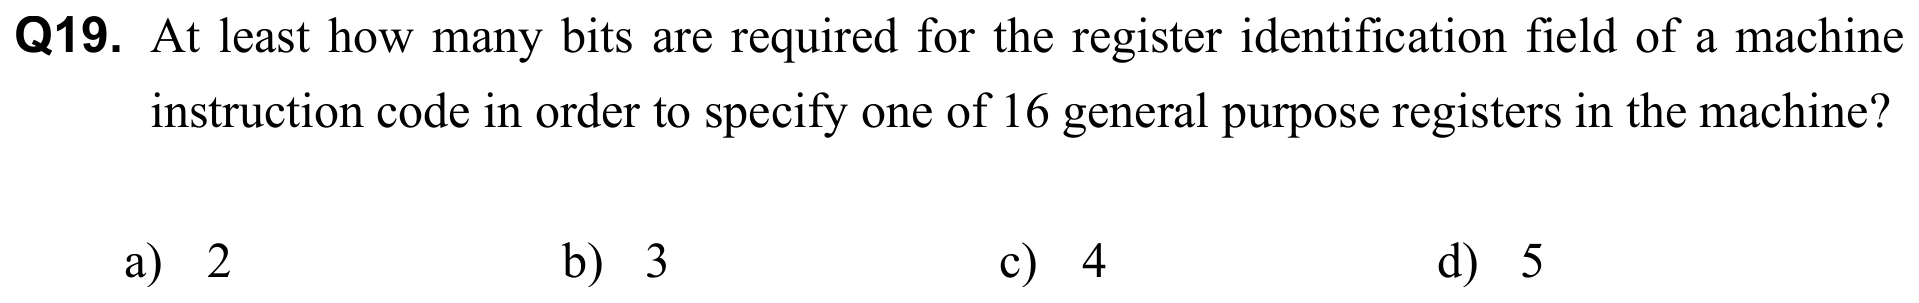 Q19. At least how many bits are required for the register identification field of a machine
instruction code in order to specify one of 16 general purpose registers in the machine?
a) 2 b) 3 c) 4 d) 5